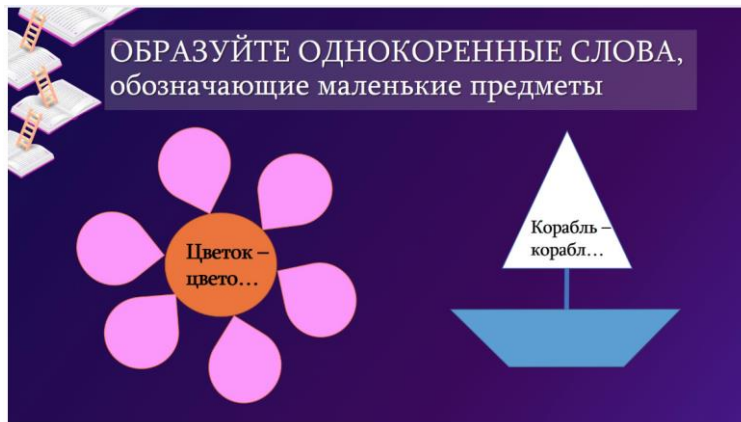 ОБРАЗУЙТЕ ОДНОКОРЕННЫЕ СЛОВА,
обозначающие маленькие предметы
Цветок –
цвето…
Корабль –
корабл…